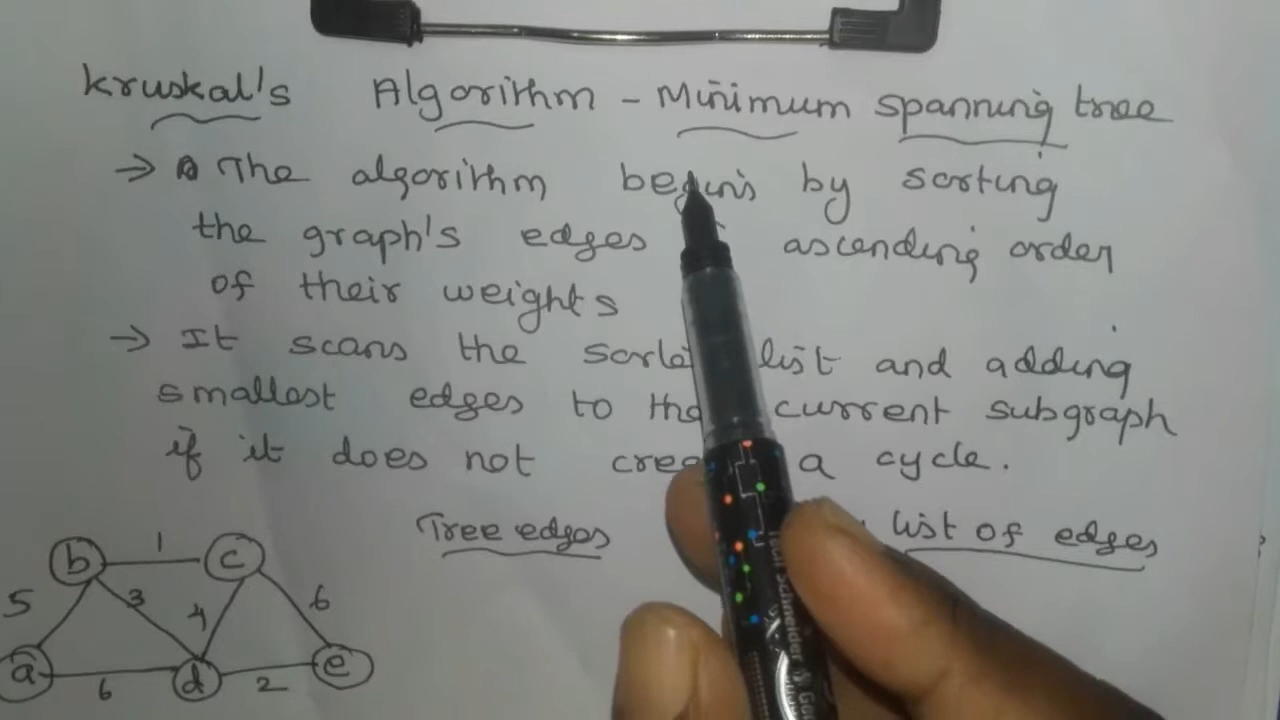 Kruskal's Algorithm - Minimum spanning tree
→ The algorithm begins by sorting
the graph's edges ascending order
of their weights
→ It scans the list and adding
smallest edges to the current subgraph
if it does not a cycle.
Tree edges list of edges
b 1 c
5 3 4 6
a 6 d 2 e
Schneider